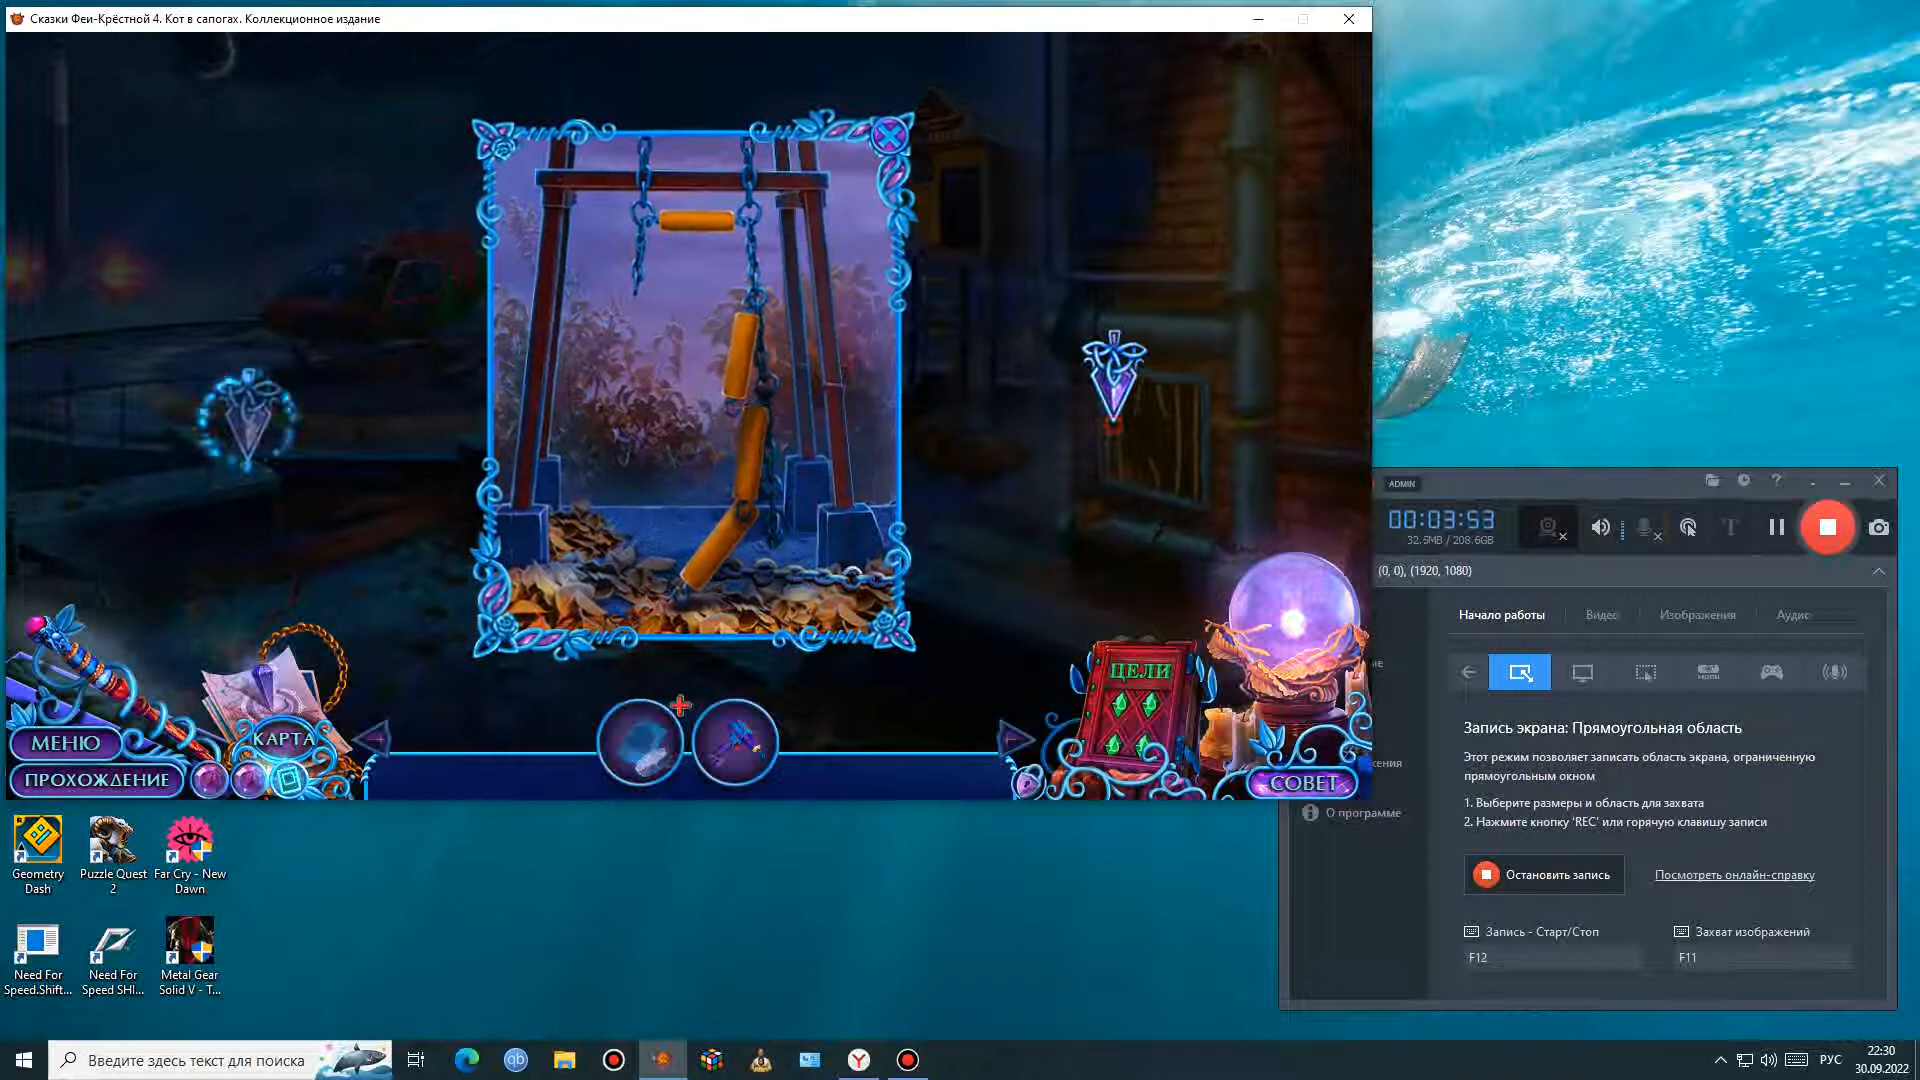 Сказки Феи-Крёстной 4. Кот в сапогах. Коллекционное издание
ЦЕЛИ
МЕНЮ
КАРТА
ПРОХОЖДЕНИЕ
СОВЕТ
ADMIN
00:03:53
32.6MB / 208.6GB
(0, 0), (1920, 1080)
Начало работы
Видео
Изображения
Аудио
Запись экрана: Прямоугольная область
Этот режим позволяет записать область экрана, ограниченную
прямоугольным окном
1. Выберите размеры и область для захвата
2. Нажмите кнопку 'REC' или горячую клавишу записи
О программе
Остановить запись
Посмотреть онлайн-справку
Запись - Старт/Стоп
Захват изображений
F12
F11
Geometry
Dash
Puzzle Quest
2
Far Cry - New
Dawn
Need For
Speed.Shift...
Need For
Speed SHI...
Metal Gear
Solid V - T...
Введите здесь текст для поиска
РУС
22:30
30.09.2022